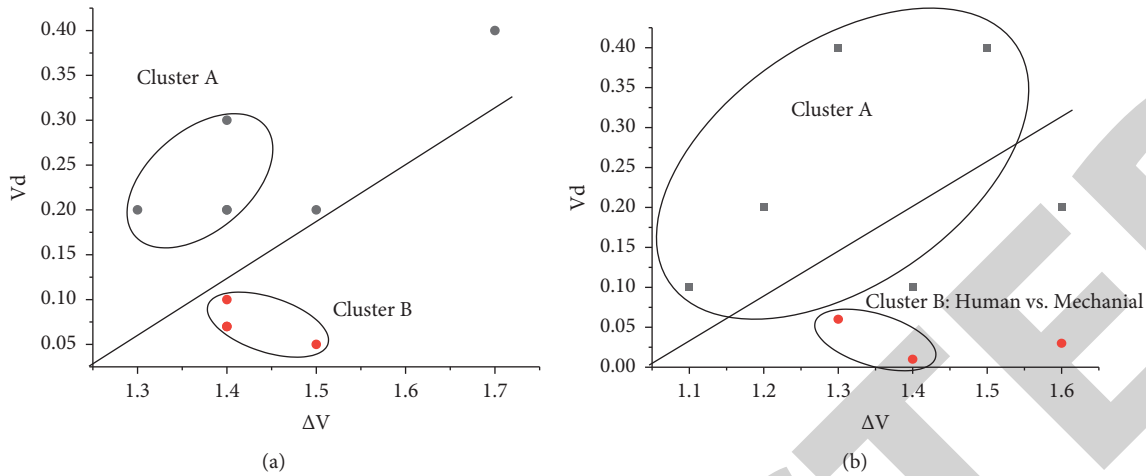 0.40
0.35
0.30
0.25
0.20
0.15
0.10
0.05
Vd
Cluster A
Cluster B
1.3 1.4 1.5 1.6 1.7
ΔV
(a)
0.40
0.35
0.30
0.25
0.20
0.15
0.10
0.05
0.00
Vd
Cluster A
Cluster B: Human vs. Mechanial
1.1 1.2 1.3 1.4 1.5 1.6
ΔV
(b)